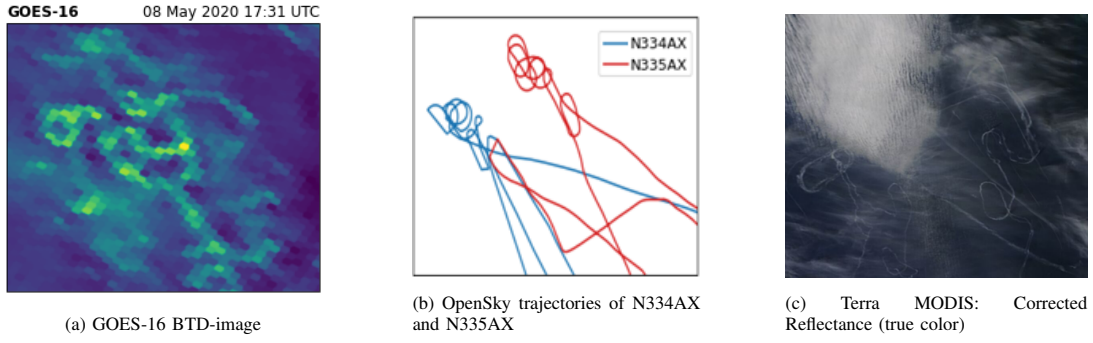 GOES-16 08 May 2020 17:31 UTC
N334AX
N335AX
(a) GOES-16 BTD-image
(b) OpenSky trajectories of N334AX
and N335AX
(c) Terra MODIS: Corrected
Reflectance (true color)